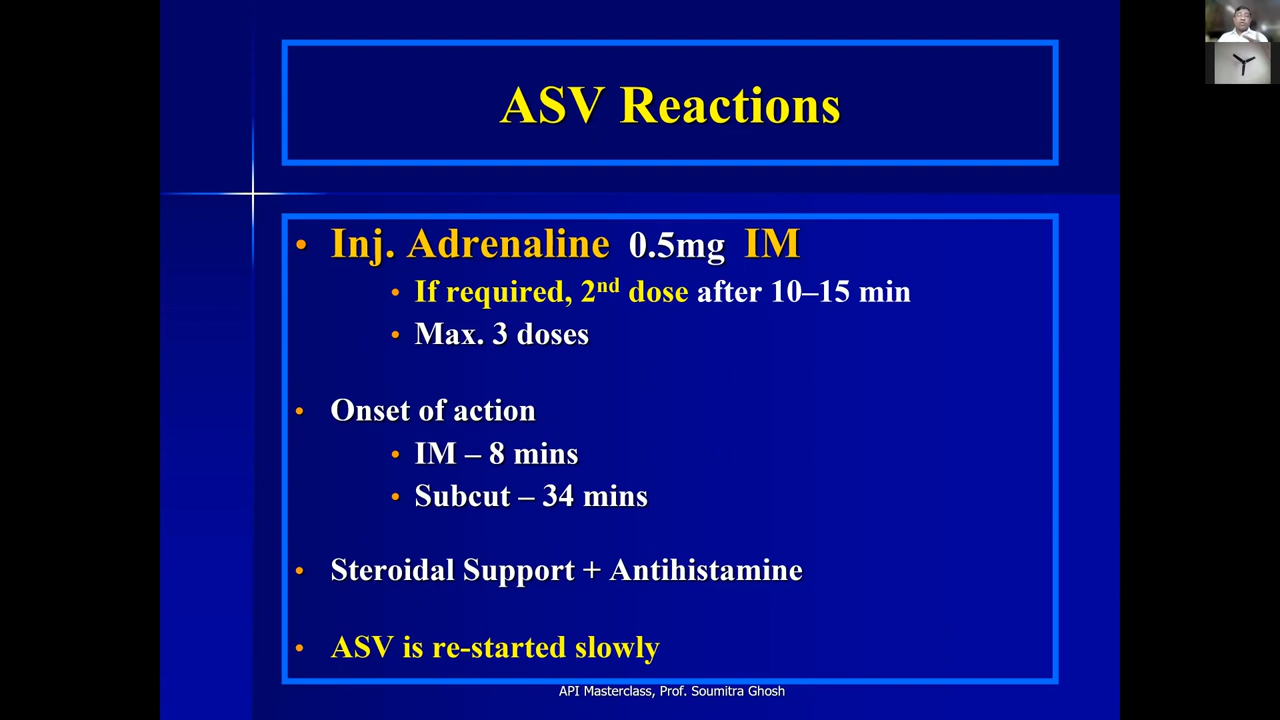 ASV Reactions
• Inj. Adrenaline 0.5mg IM
• If required, 2nd dose after 10–15 min
• Max. 3 doses
• Onset of action
• IM – 8 mins
• Subcut – 34 mins
• Steroidal Support + Antihistamine
• ASV is re-started slowly
API Masterclass, Prof. Soumitra Ghosh